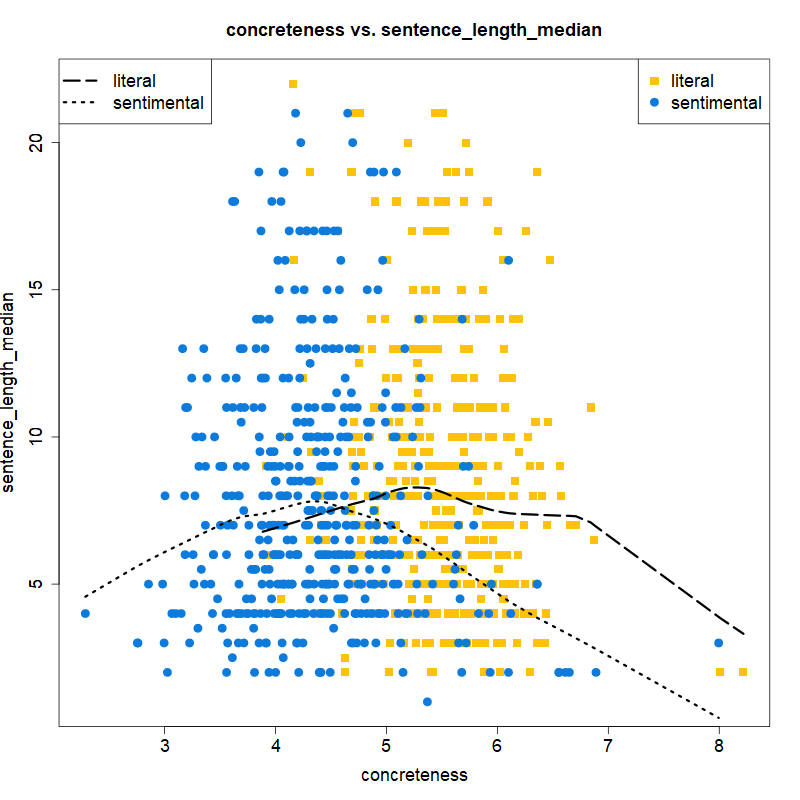 concreteness vs. sentence_length_median
literal
sentimental
literal
sentimental
sentence_length_median
20
15
10
5
3 4 5 6 7 8
concreteness